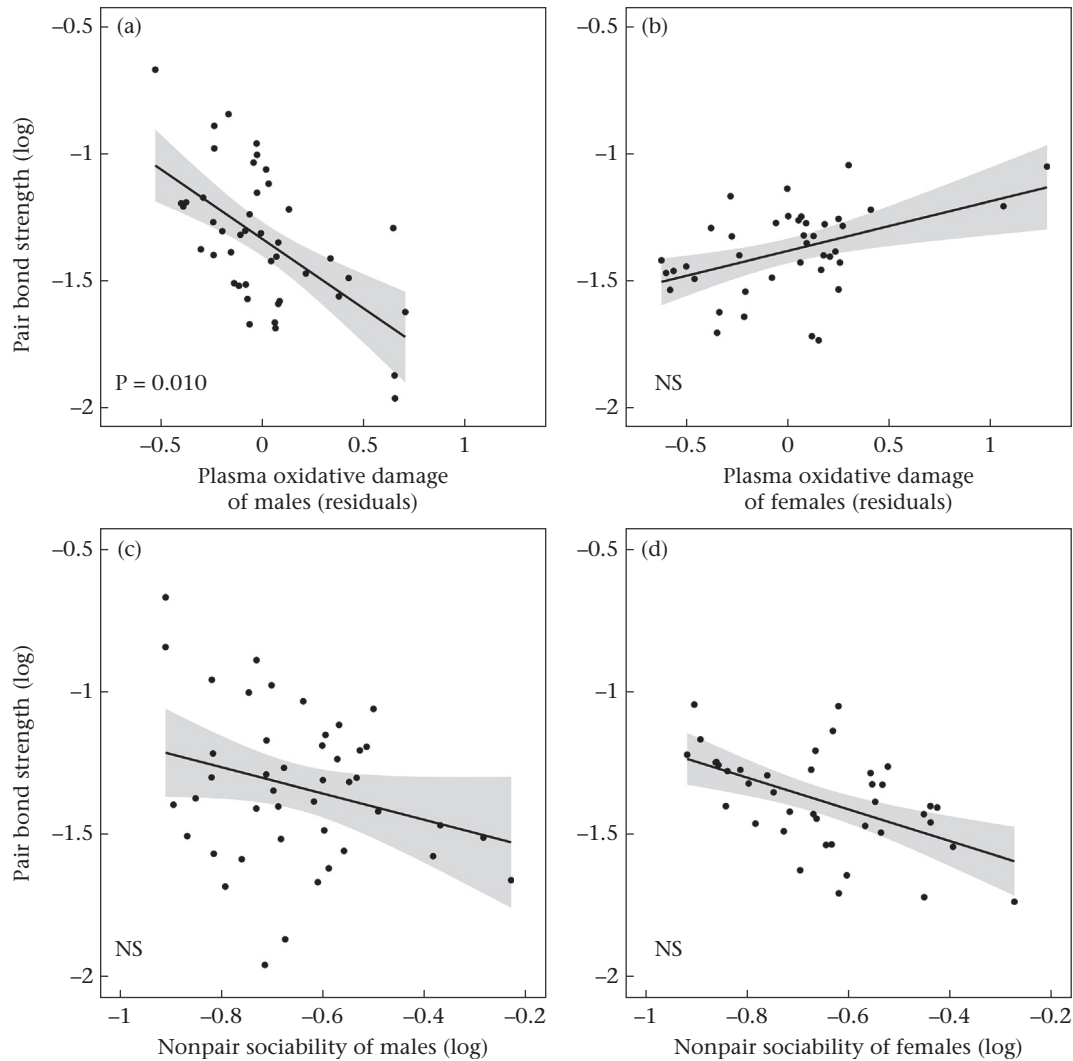 (a)
(b)
–0.5
–1
–1.5
–2
Pair bond strength (log)
P = 0.010
–0.5
0
0.5
1
Plasma oxidative damage
of males (residuals)
–0.5
–1
–1.5
–2
NS
–0.5
0
0.5
1
Plasma oxidative damage
of females (residuals)
(c)
(d)
–0.5
–1
–1.5
–2
Pair bond strength (log)
NS
–1
–0.8
–0.6
–0.4
–0.2
Nonpair sociability of males (log)
–0.5
–1
–1.5
–2
NS
–1
–0.8
–0.6
–0.4
–0.2
Nonpair sociability of females (log)